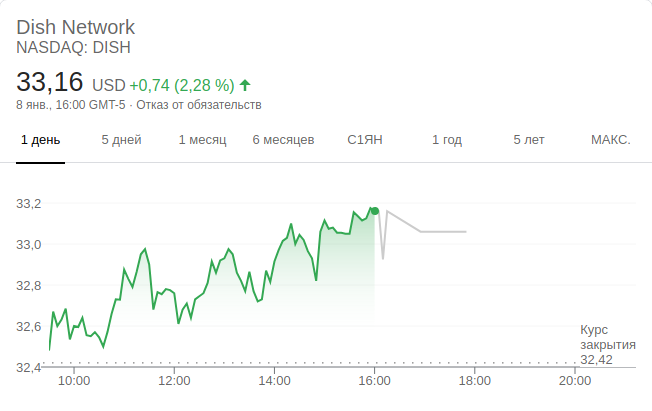 Dish Network
NASDAQ: DISH
33,16 USD +0,74 (2,28 %)
8 янв., 16:00 GMT-5 · Отказ от обязательств
1 день 5 дней 1 месяц 6 месяцев С1ЯН 1 год 5 лет МАКС.
33,2
33,0
32,8
32,6
Курс
закрытия
32,42
32,4
10:00 12:00 14:00 16:00 18:00 20:00